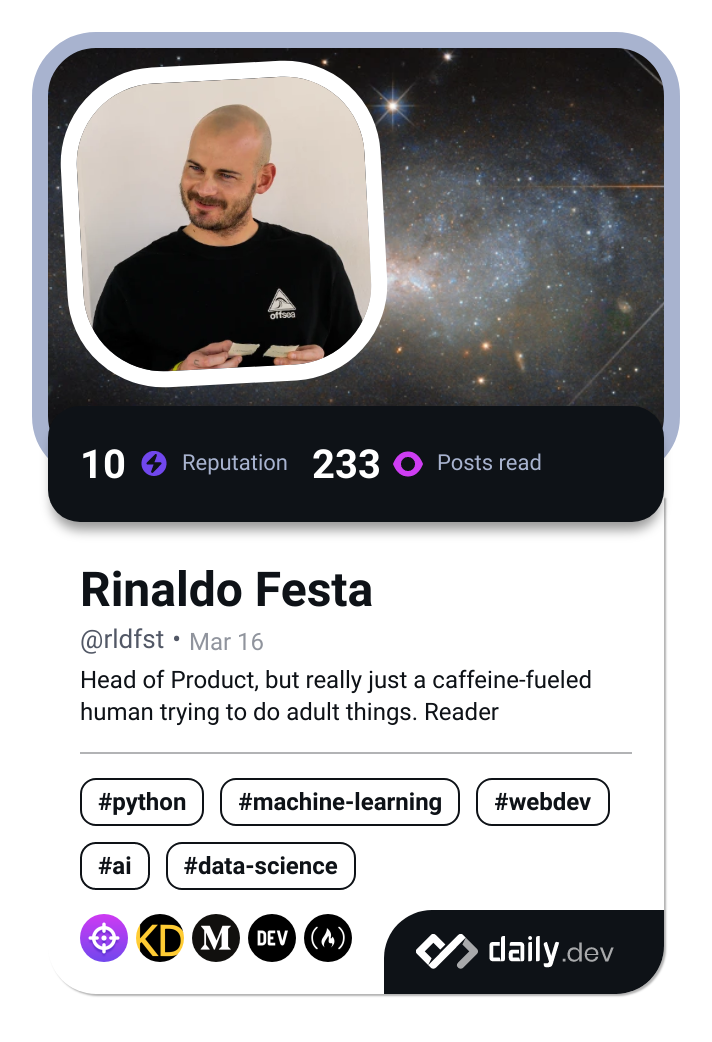 offsea
10 Reputation 233 Posts read
Rinaldo Festa
@rldfst • Mar 16
Head of Product, but really just a caffeine-fueled
human trying to do adult things. Reader
#python #machine-learning #webdev
#ai #data-science
KD M DEV
daily.dev